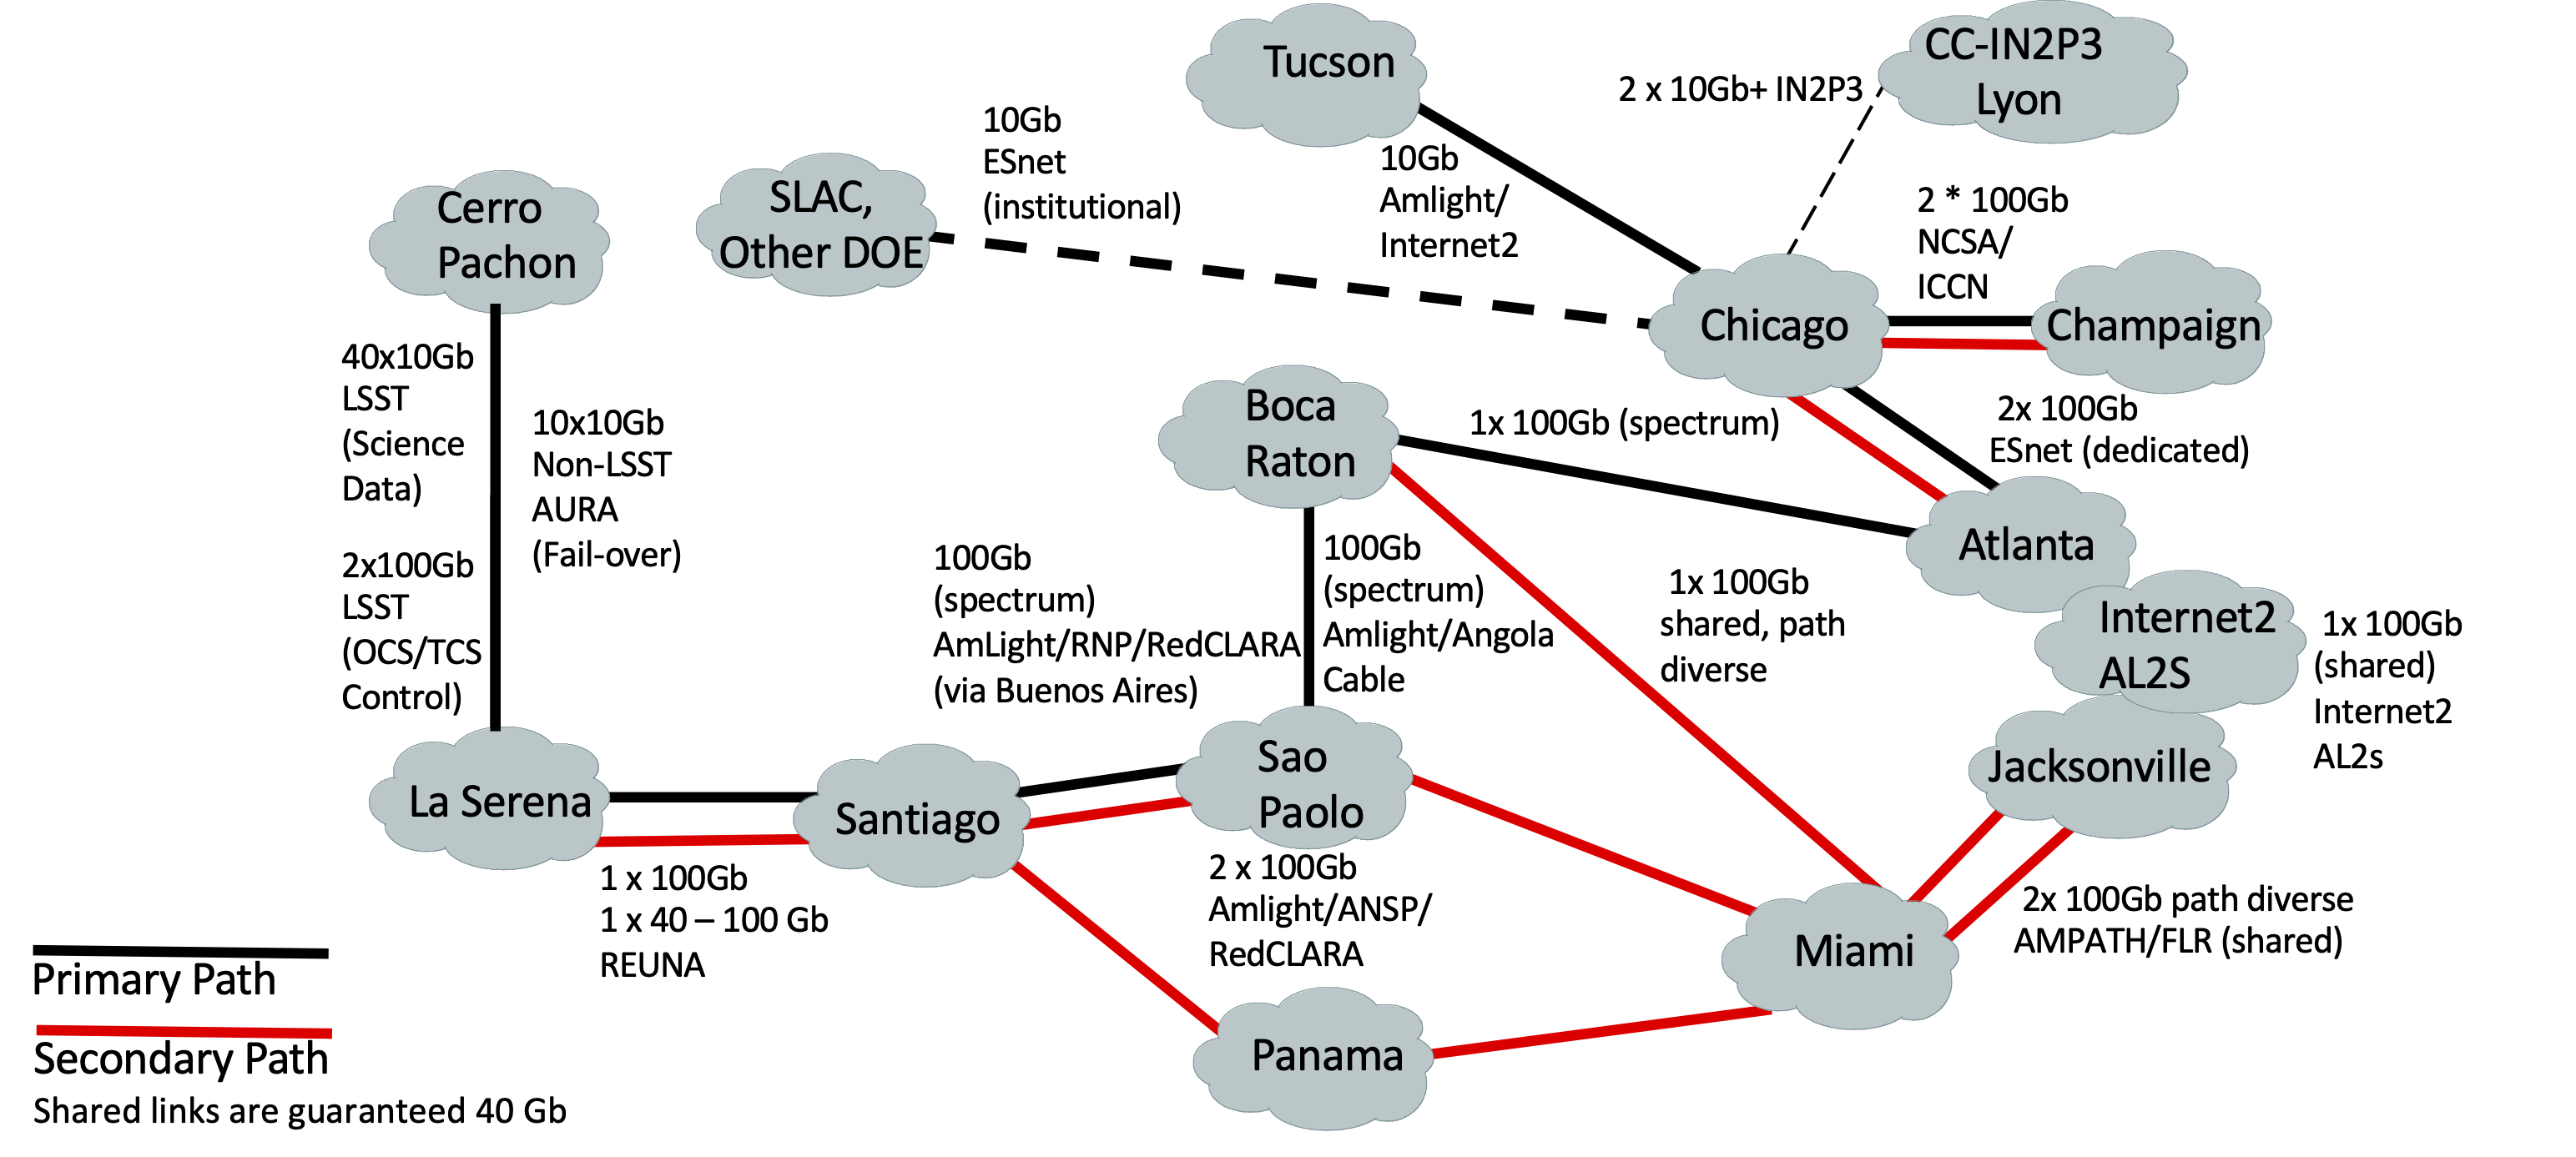 Tucson
CC-IN2P3
Lyon
2 x 10Gb+ IN2P3
10Gb
ESnet
(institutional)
10Gb
Amlight/
Internet2
SLAC,
Other DOE
Cerro
Pachon
2 * 100Gb
NCSA/
ICCN
Chicago
Champaign
40x10Gb
LSST
(Science
Data)
10x10Gb
Non-LSST
AURA
(Fail-over)
2x100Gb
LSST
(OCS/TCS
Control)
Boca
Raton
1x 100Gb (spectrum)
2x 100Gb
ESnet (dedicated)
Atlanta
100Gb
(spectrum)
AmLight/RNP/RedCLARA
(via Buenos Aires)
100Gb
(spectrum)
Amlight/Angola
Cable
1x 100Gb
shared, path
diverse
Internet2
AL2S
1x 100Gb
(shared)
Internet2
AL2s
Jacksonville
La Serena
Santiago
Sao
Paolo
1 x 100Gb
1 x 40 – 100 Gb
REUNA
2 x 100Gb
Amlight/ANSP/
RedCLARA
Miami
2x 100Gb path diverse
AMPATH/FLR (shared)
Panama
Primary Path
Secondary Path
Shared links are guaranteed 40 Gb